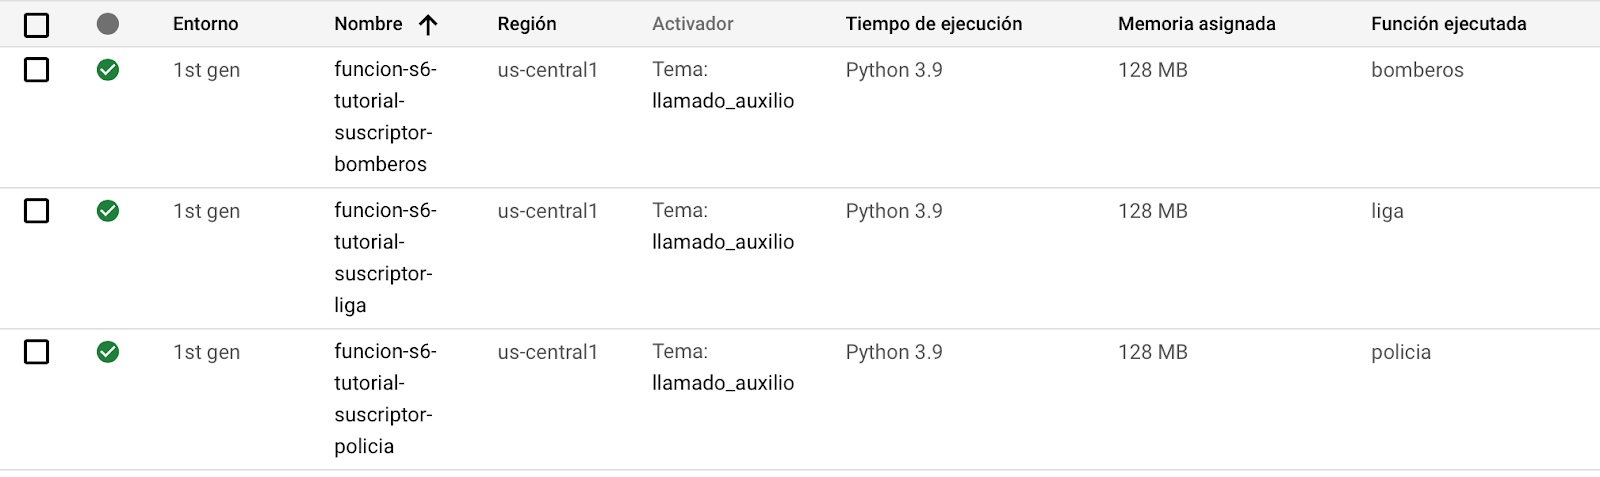 Entorno Nombre Región Activador Tiempo de ejecución Memoria asignada Función ejecutada
1st gen funcion-s6- us-central1 Tema: Python 3.9 128 MB bomberos
tutorial- llamado_auxilio
suscriptor-
bomberos
1st gen funcion-s6- us-central1 Tema: Python 3.9 128 MB liga
tutorial- llamado_auxilio
suscriptor-
liga
1st gen funcion-s6- us-central1 Tema: Python 3.9 128 MB policia
tutorial- llamado_auxilio
suscriptor-
policia